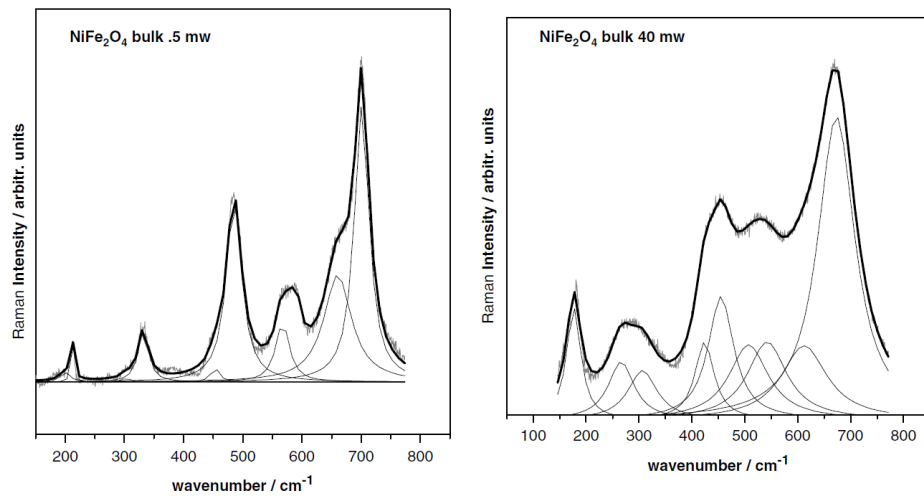 NiFe₂O₄ bulk .5 mw
Raman Intensity / arbitr. units
200 300 400 500 600 700 800
wavenumber / cm⁻¹
NiFe₂O₄ bulk 40 mw
Raman Intensity / arbitr. units
100 200 300 400 500 600 700 800
wavenumber / cm⁻¹